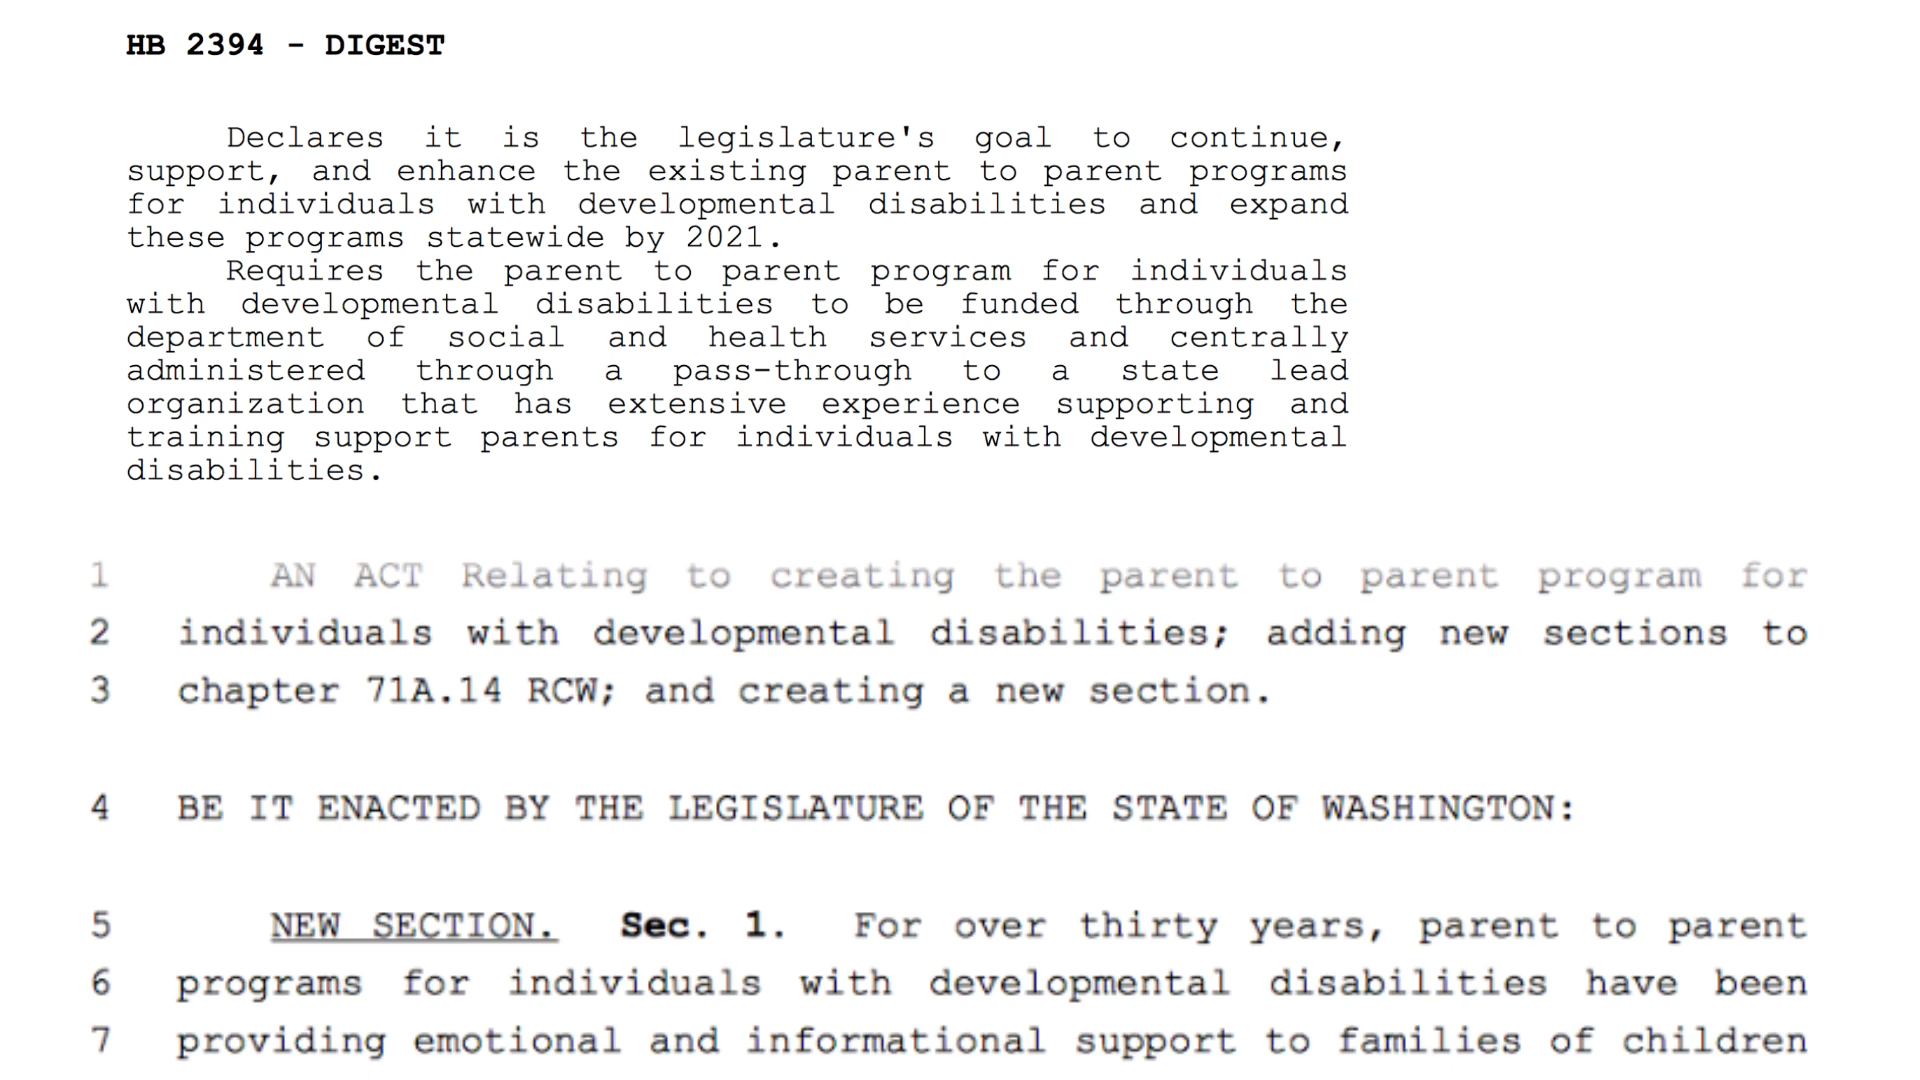 HB 2394 - DIGEST
Declares it is the legislature's goal to continue,
support, and enhance the existing parent to parent programs
for individuals with developmental disabilities and expand
these programs statewide by 2021.
Requires the parent to parent program for individuals
with developmental disabilities to be funded through the
department of social and health services and centrally
administered through a pass-through to a state lead
organization that has extensive experience supporting and
training support parents for individuals with developmental
disabilities.
1 AN ACT Relating to creating the parent to parent program for
2 individuals with developmental disabilities; adding new sections to
3 chapter 71A.14 RCW; and creating a new section.
4 BE IT ENACTED BY THE LEGISLATURE OF THE STATE OF WASHINGTON:
5 NEW SECTION. Sec. 1. For over thirty years, parent to parent
6 programs for individuals with developmental disabilities have been
7 providing emotional and informational support to families of children